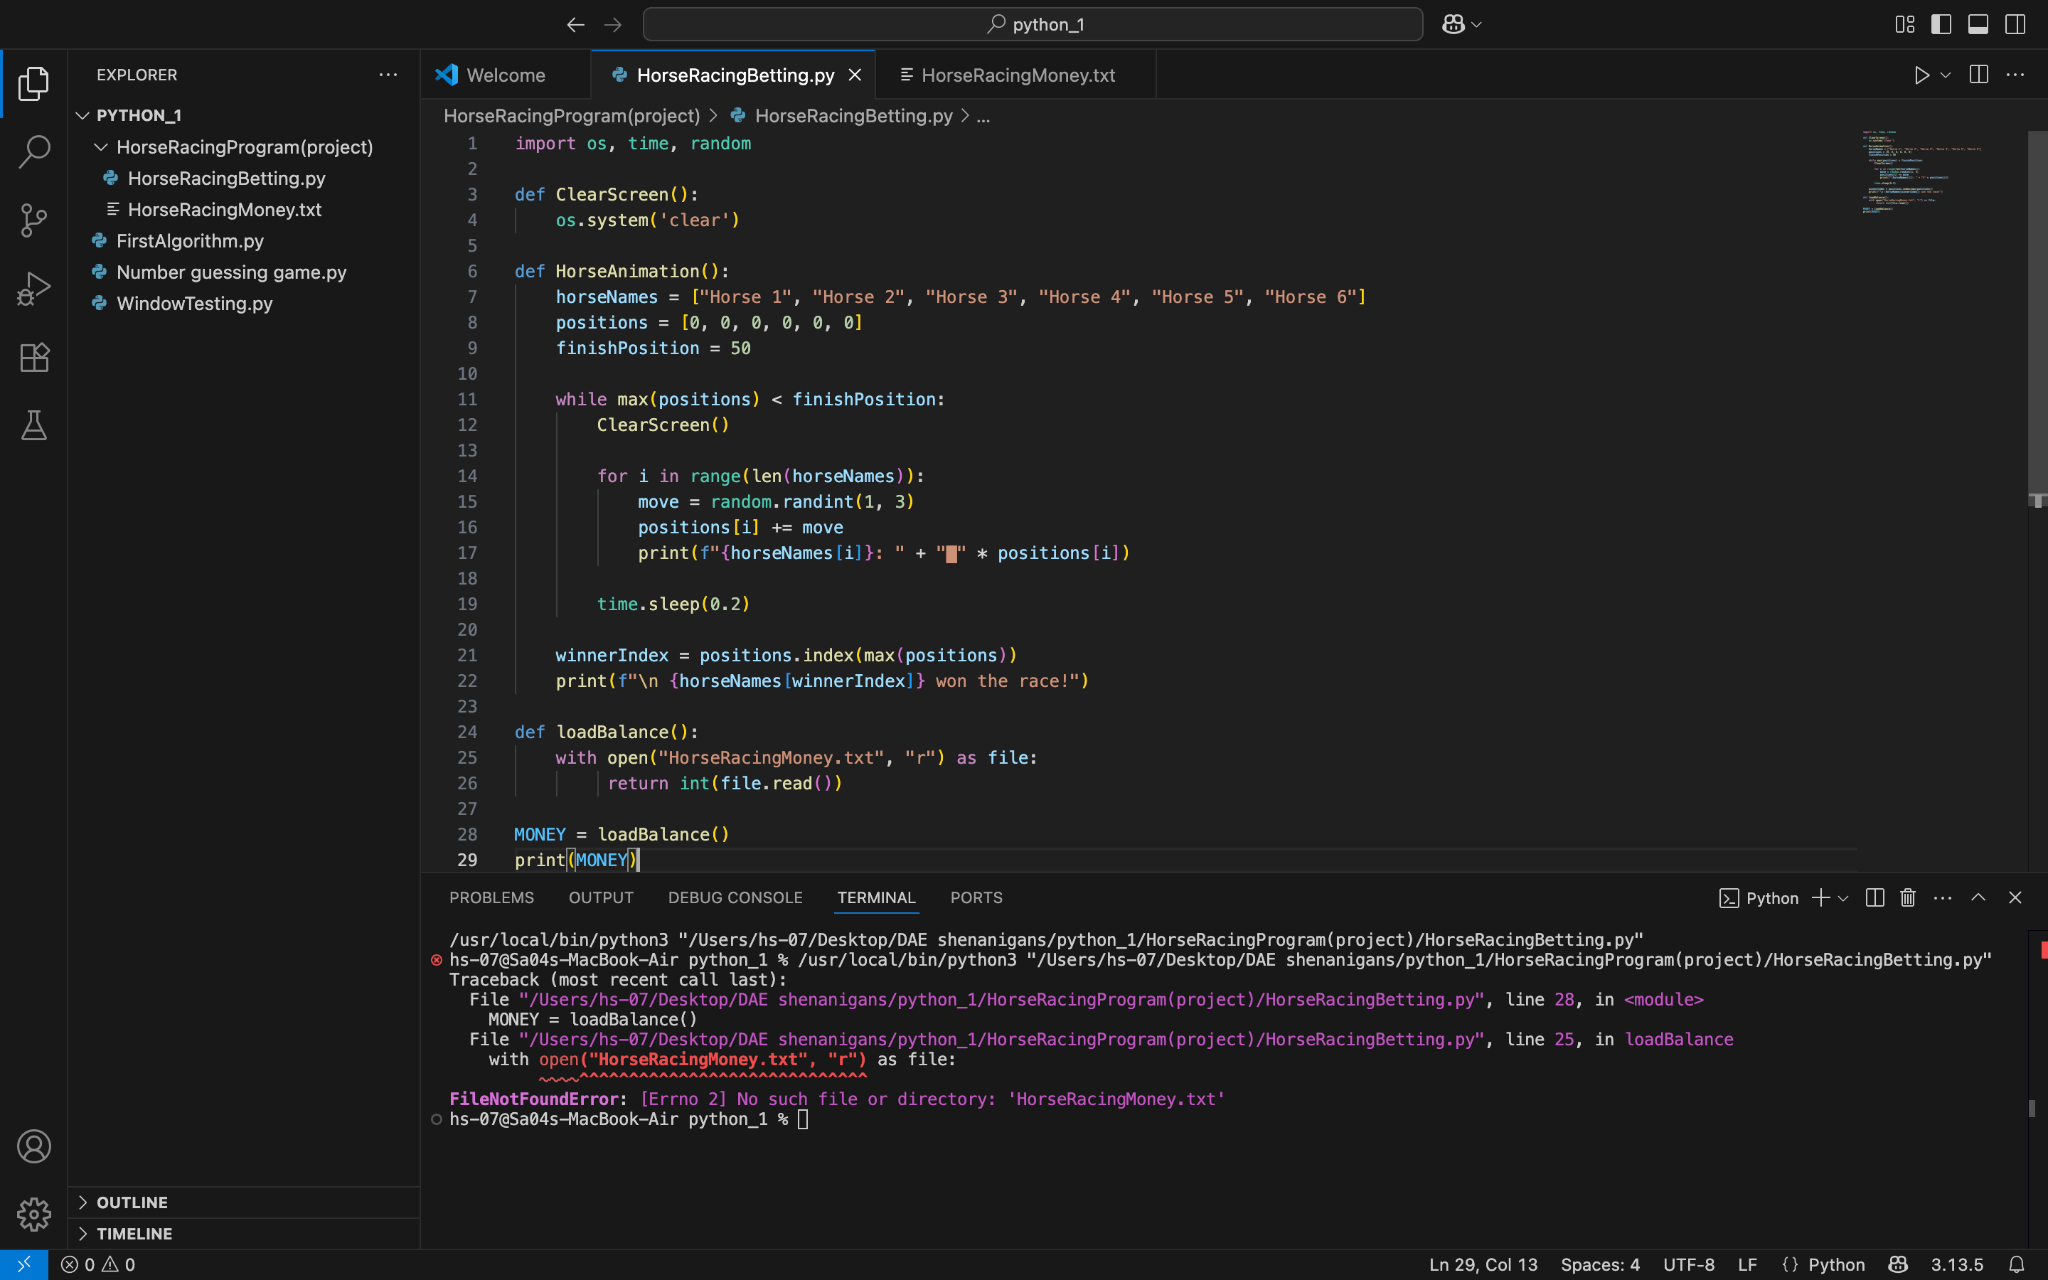 python_1
EXPLORER
PYTHON_1
HorseRacingProgram(project)
HorseRacingBetting.py
HorseRacingMoney.txt
FirstAlgorithm.py
Number guessing game.py
WindowTesting.py
OUTLINE
TIMELINE
Welcome
HorseRacingBetting.py
HorseRacingMoney.txt
HorseRacingProgram(project) > HorseRacingBetting.py > ...
1 import os, time, random
2
3 def ClearScreen():
4     os.system('clear')
5
6 def HorseAnimation():
7     horseNames = ["Horse 1", "Horse 2", "Horse 3", "Horse 4", "Horse 5", "Horse 6"]
8     positions = [0, 0, 0, 0, 0, 0]
9     finishPosition = 50
10
11     while max(positions) < finishPosition:
12         ClearScreen()
13
14         for i in range(len(horseNames)):
15             move = random.randint(1, 3)
16             positions[i] += move
17             print(f"{horseNames[i]}: " + "█" * positions[i])
18
19         time.sleep(0.2)
20
21     winnerIndex = positions.index(max(positions))
22     print(f"\n {horseNames[winnerIndex]} won the race!")
23
24 def loadBalance():
25     with open("HorseRacingMoney.txt", "r") as file:
26          return int(file.read())
27
28 MONEY = loadBalance()
29 print(MONEY)
PROBLEMS OUTPUT DEBUG CONSOLE TERMINAL PORTS
Python
/usr/local/bin/python3 "/Users/hs-07/Desktop/DAE shenanigans/python_1/HorseRacingProgram(project)/HorseRacingBetting.py"
hs-07@Sa04s-MacBook-Air python_1 % /usr/local/bin/python3 "/Users/hs-07/Desktop/DAE shenanigans/python_1/HorseRacingProgram(project)/HorseRacingBetting.py"
Traceback (most recent call last):
  File "/Users/hs-07/Desktop/DAE shenanigans/python_1/HorseRacingProgram(project)/HorseRacingBetting.py", line 28, in <module>
    MONEY = loadBalance()
  File "/Users/hs-07/Desktop/DAE shenanigans/python_1/HorseRacingProgram(project)/HorseRacingBetting.py", line 25, in loadBalance
    with open("HorseRacingMoney.txt", "r") as file:
         ~~~~^^^^^^^^^^^^^^^^^^^^^^^^^^^^^
FileNotFoundError: [Errno 2] No such file or directory: 'HorseRacingMoney.txt'
hs-07@Sa04s-MacBook-Air python_1 %
0 0
Ln 29, Col 13 Spaces: 4 UTF-8 LF {} Python 3.13.5